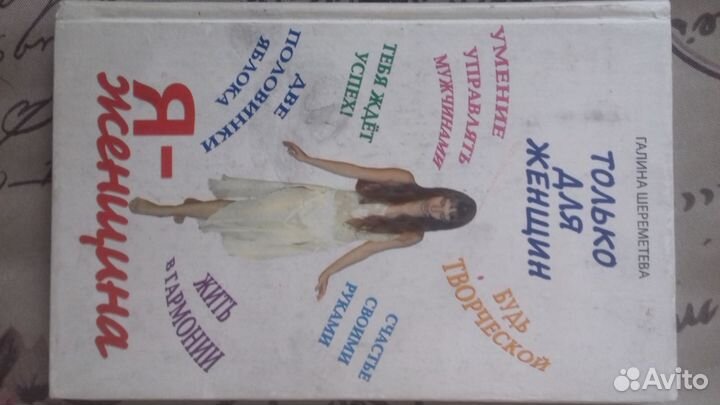 ГАЛИНА ШЕРЕМЕТЕВА
ТОЛЬКО
ДЛЯ
ЖЕНЩИН
УМЕНИЕ
УПРАВЛЯТЬ
МУЖЧИНАМИ
БУДЬ
ТВОРЧЕСКОЙ
ТЕБЯ ЖДЁТ
УСПЕХ!
СЧАСТЬЕ
СВОИМИ
РУКАМИ
ДВЕ
ПОЛОВИНКИ
ЯБЛОКА
ЖИТЬ
В ГАРМОНИИ
Я-
женщина
Avito